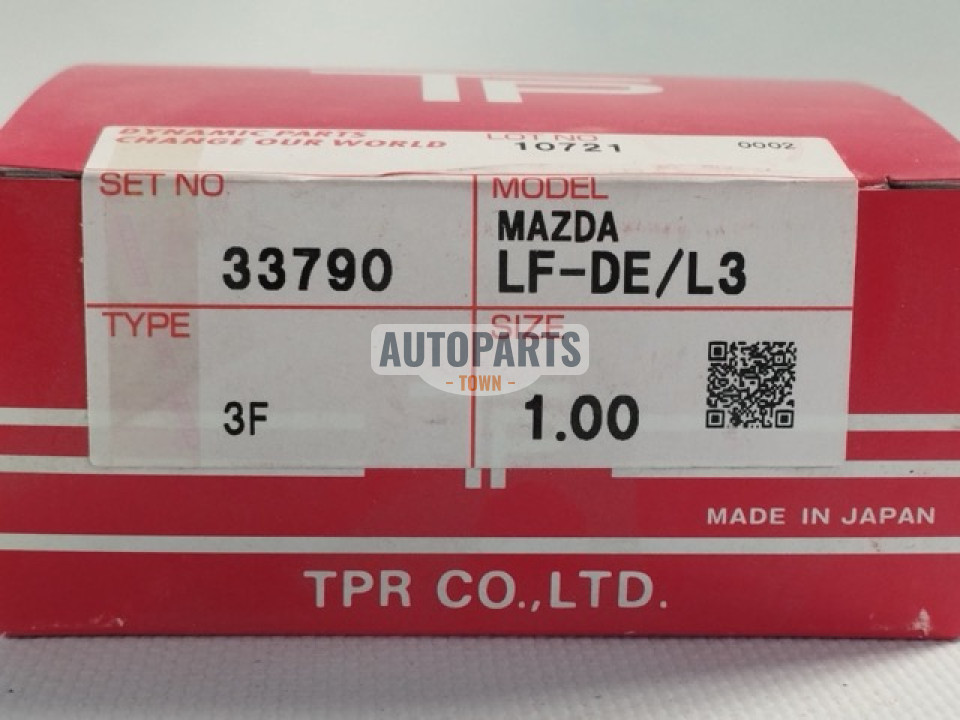 TP
DYNAMIC PARTS
CHANGE OUR WORLD
LOT NO
10721
0002
SET NO
33790
MODEL
MAZDA
LF-DE/L3
TYPE
3F
SIZE
1.00
AUTOPARTS
- TOWN -
MADE IN JAPAN
TPR CO.,LTD.